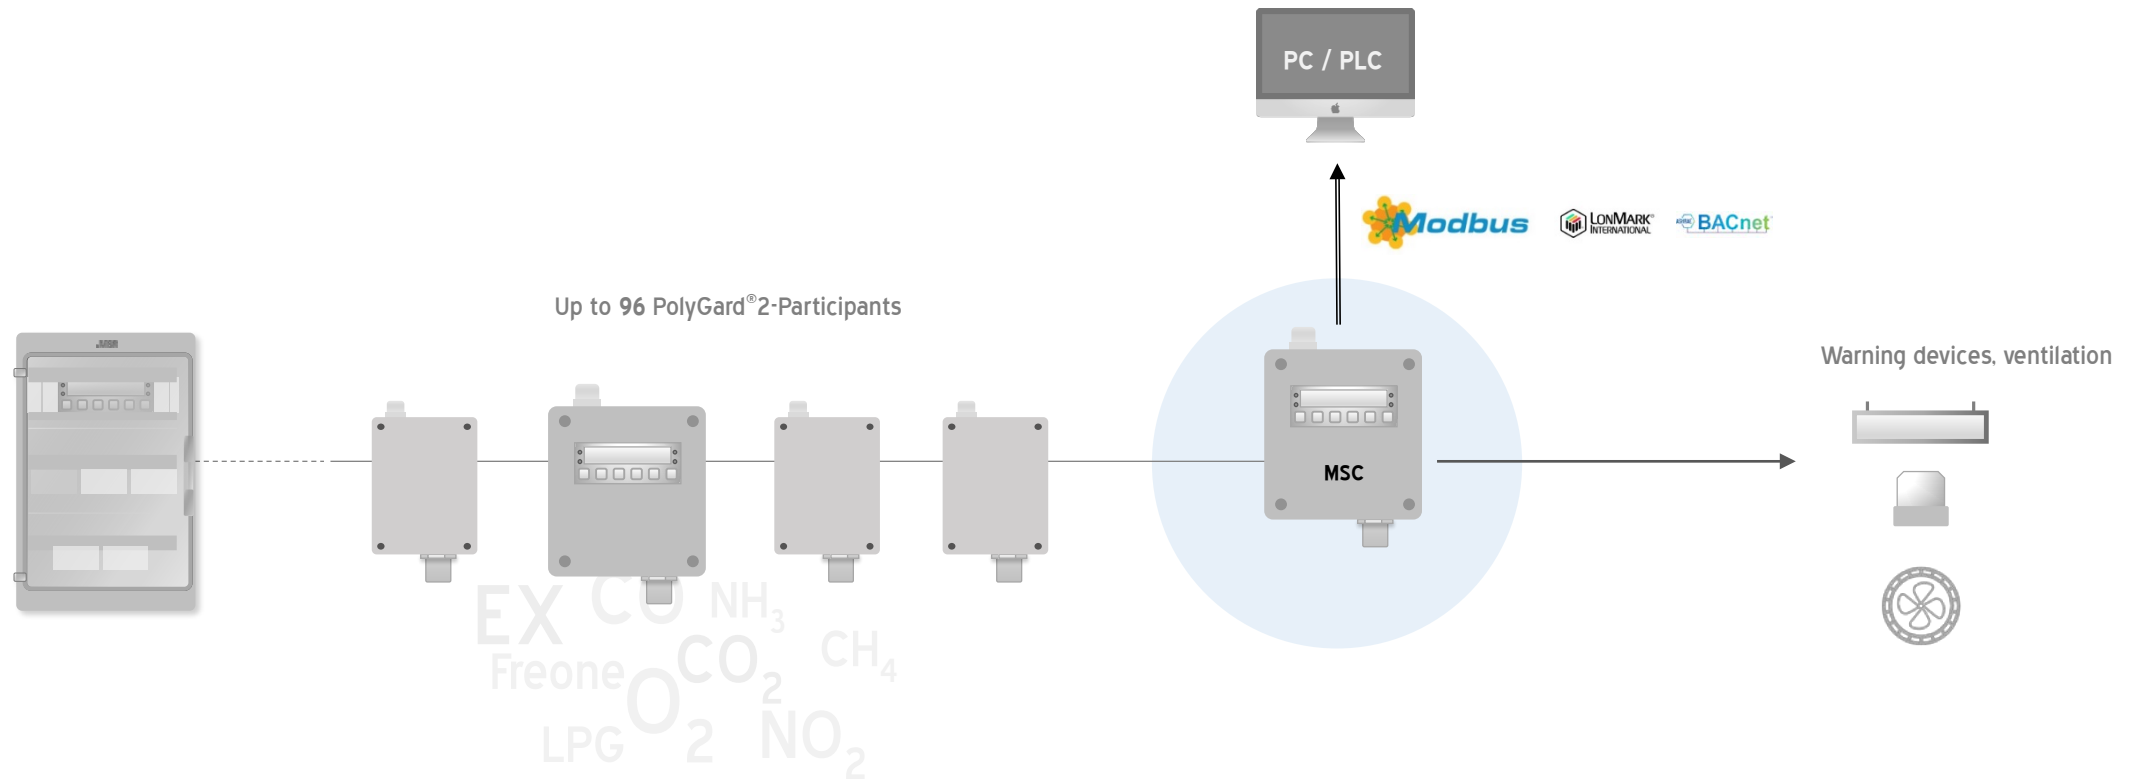 PC / PLC
Modbus
LONMARK®
INTERNATIONAL
BACnet
Up to 96 PolyGard®2-Participants
Warning devices, ventilation
MSC
EX
CO
NH3
Freone
CO2
CH4
O2
LPG
NO2